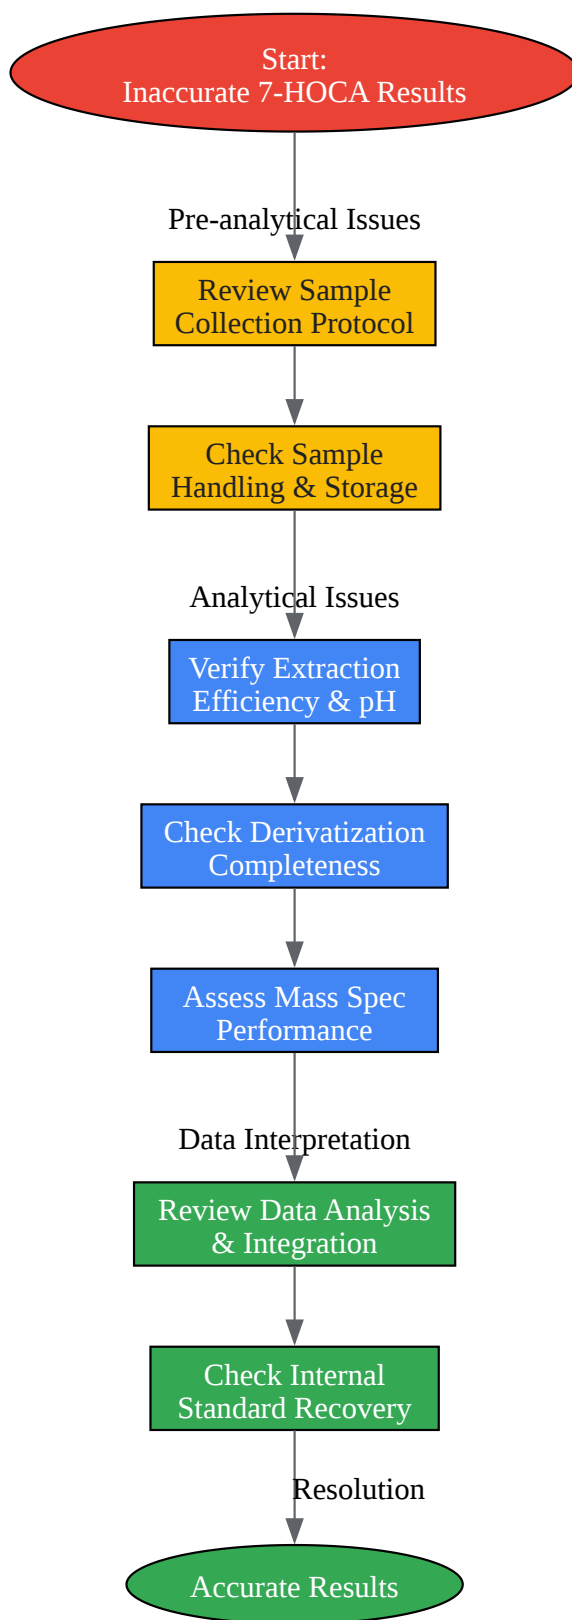 Start:
Inaccurate 7-HOCA Results
Pre-analytical Issues
Review Sample
Collection Protocol
Check Sample
Handling & Storage
Analytical Issues
Verify Extraction
Efficiency & pH
Check Derivatization
Completeness
Assess Mass Spec
Performance
Data Interpretation
Review Data Analysis
& Integration
Check Internal
Standard Recovery
Resolution
Accurate Results